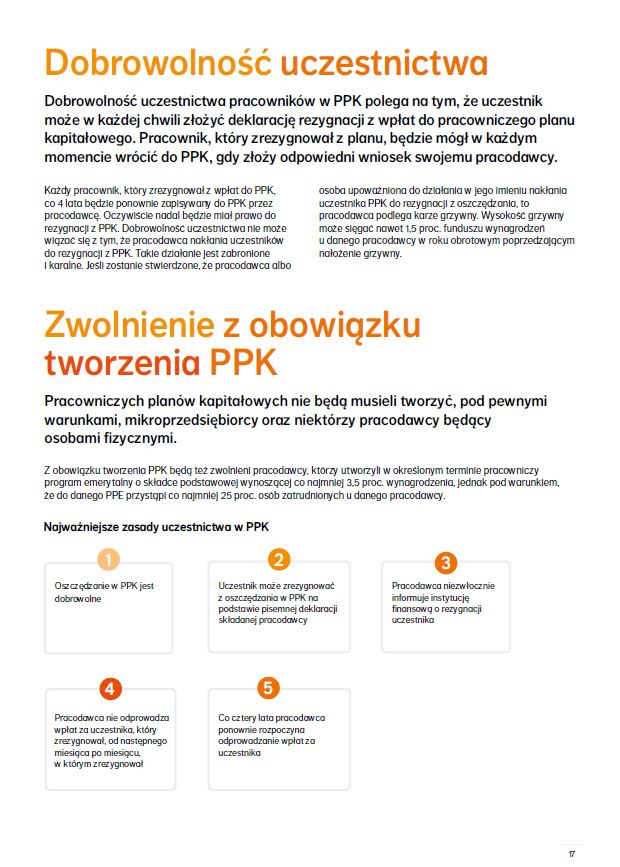 Dobrowolność uczestnictwa
Dobrowolność uczestnictwa pracowników w PPK polega na tym, że uczestnik
może w każdej chwili złożyć deklarację rezygnacji z wpłat do pracowniczego planu
kapitałowego. Pracownik, który zrezygnował z planu, będzie mógł w każdym
momencie wrócić do PPK, gdy złoży odpowiedni wniosek swojemu pracodawcy.
Każdy pracownik, który zrezygnował z wpłat do PPK,
co 4 lata będzie ponownie zapisywany do PPK przez
pracodawcę. Oczywiście nadal będzie miał prawo do
rezygnacji z PPK. Dobrowolność uczestnictwa nie może
wiązać się z tym, że pracodawca nakłania uczestników
do rezygnacji z PPK. Takie działanie jest zabronione
i karalne. Jeśli zostanie stwierdzone, że pracodawca albo
osoba upoważniona do działania w jego imieniu nakłania
uczestnika PPK do rezygnacji z oszczędzania, to
pracodawca podlega karze grzywny. Wysokość grzywny
może sięgać nawet 1,5 proc. funduszu wynagrodzeń
u danego pracodawcy w roku obrotowym poprzedzającym
nałożenie grzywny.
Zwolnienie z obowiązku
tworzenia PPK
Pracowniczych planów kapitałowych nie będą musieli tworzyć, pod pewnymi
warunkami, mikroprzedsiębiorcy oraz niektórzy pracodawcy będący
osobami fizycznymi.
Z obowiązku tworzenia PPK będą też zwolnieni pracodawcy, którzy utworzyli w określonym terminie pracowniczy
program emerytalny o składce podstawowej wynoszącej co najmniej 3,5 proc. wynagrodzenia, jednak pod warunkiem,
że do danego PPE przystąpi co najmniej 25 proc. osób zatrudnionych u danego pracodawcy.
Najważniejsze zasady uczestnictwa w PPK
1
Oszczędzanie w PPK jest
dobrowolne
2
Uczestnik może zrezygnować
z oszczędzania w PPK na
podstawie pisemnej deklaracji
składanej pracodawcy
3
Pracodawca niezwłocznie
informuje instytucję
finansową o rezygnacji
uczestnika
4
Pracodawca nie odprowadza
wpłat za uczestnika, który
zrezygnował, od następnego
miesiąca po miesiącu,
w którym zrezygnował
5
Co cztery lata pracodawca
ponownie rozpoczyna
odprowadzanie wpłat za
uczestnika
17